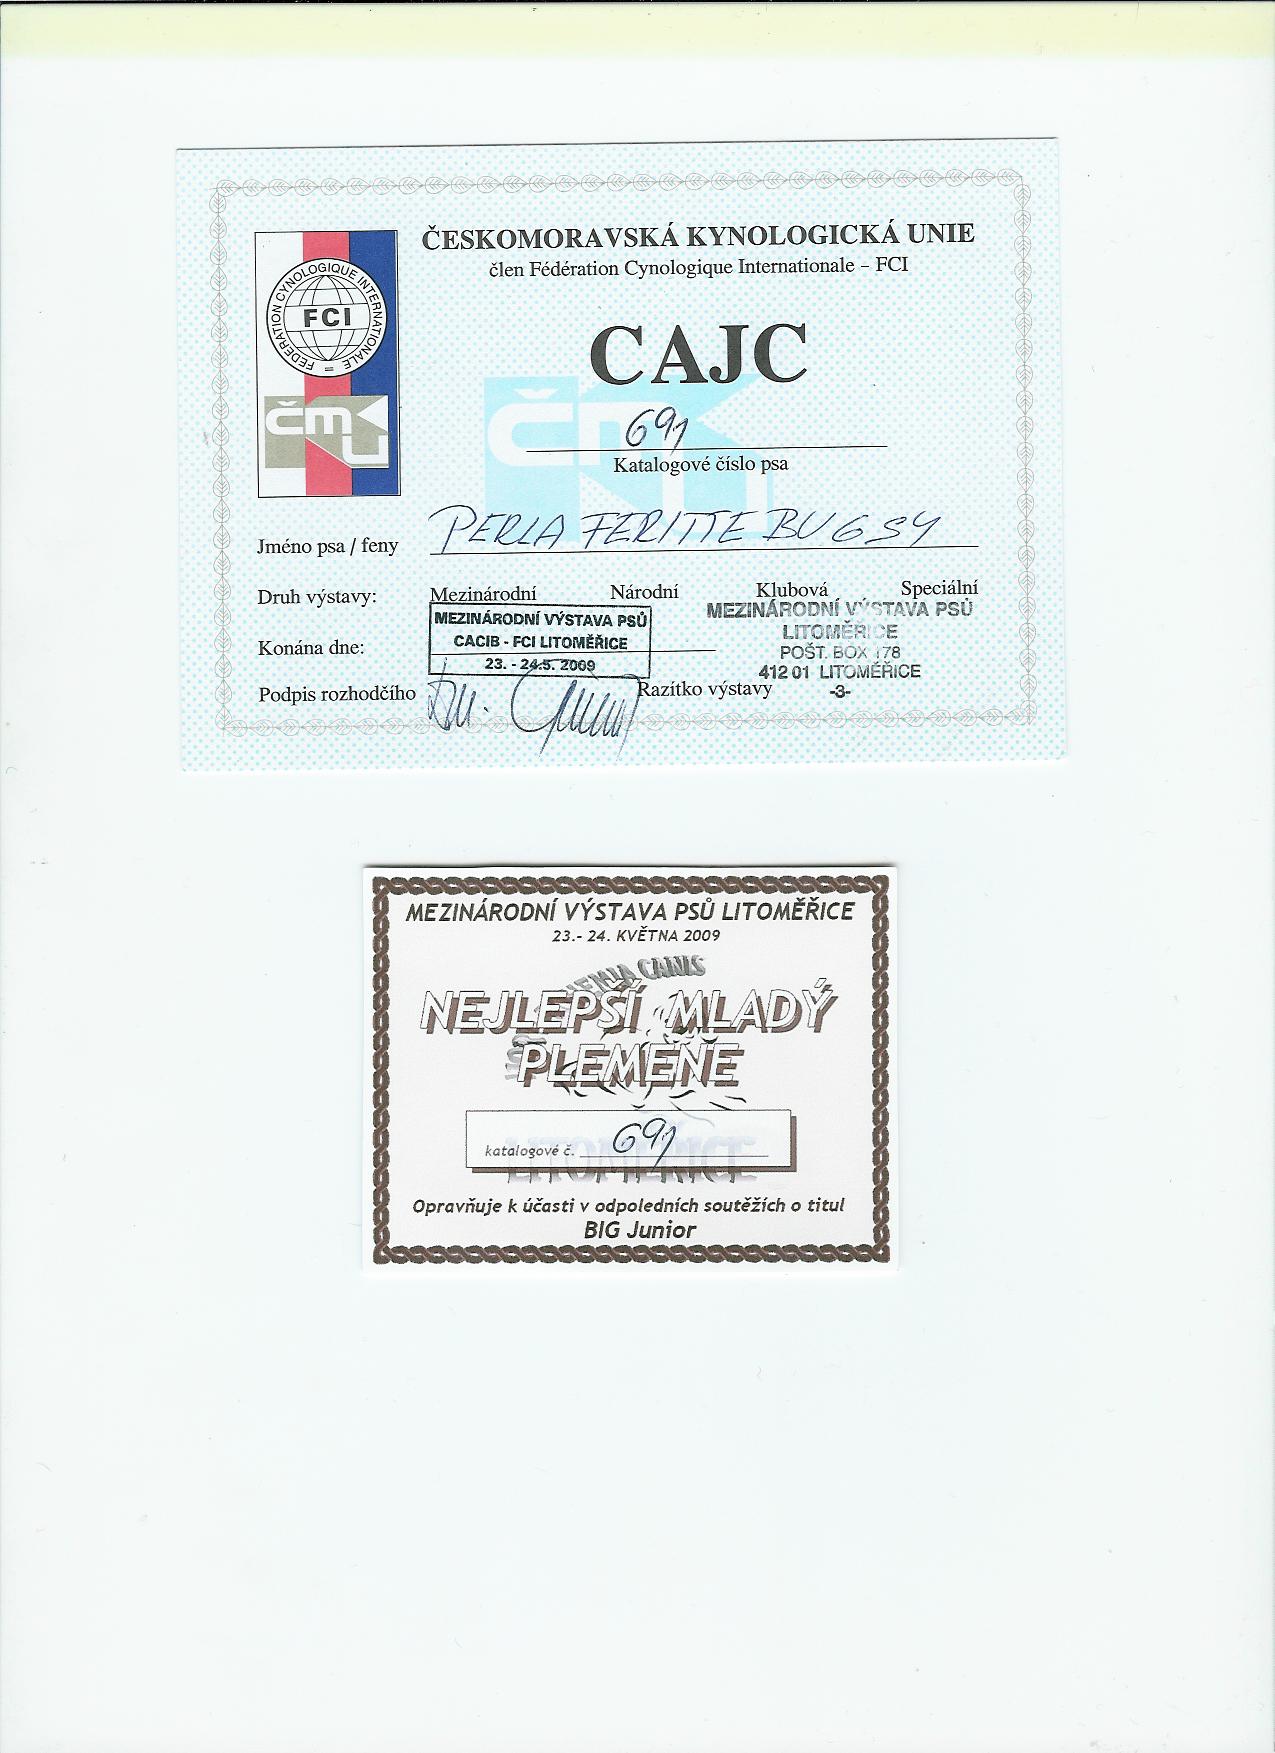 ČESKOMORAVSKÁ KYNOLOGICKÁ UNIE
člen Fédération Cynologique Internationale – FCI
FEDERATION CYNOLOGIQUE INTERNATIONALE
FCI
čmku
CAJC
691
Katalogové číslo psa
Jméno psa / feny PERLA FERITTE BUGSY
Druh výstavy: Mezinárodní Národní Klubová Speciální
MEZINÁRODNÍ VÝSTAVA PSŮ
CACIB - FCI LITOMĚŘICE
23. - 24.5. 2009
MEZINÁRODNÍ VÝSTAVA PSŮ
LITOMĚŘICE
POŠT. BOX 178
412 01 LITOMĚŘICE
-3-
Konána dne:
Podpis rozhodčího Razítko výstavy
MEZINÁRODNÍ VÝSTAVA PSŮ LITOMĚŘICE
23.- 24. KVĚTNA 2009
CANIS
NEJLEPŠÍ MLADÝ
PLEMENE
katalogové č. 691
LITOMĚŘICE
Opravňuje k účasti v odpoledních soutěžích o titul
BIG Junior